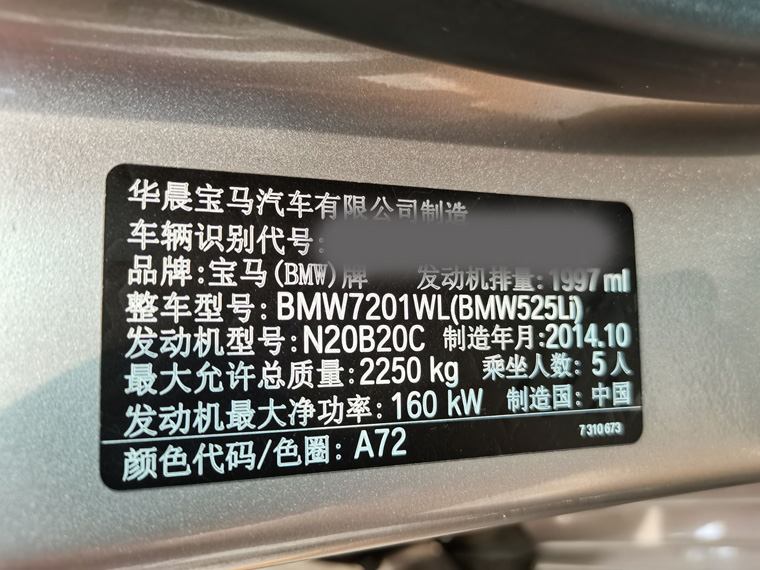 华晨宝马汽车有限公司制造
车辆识别代号:
品牌:宝马(BMW)牌 发动机排量:1997 ml
整车型号:BMW7201WL(BMW525Li)
发动机型号:N20B20C 制造年月:2014.10
最大允许总质量:2250 kg 乘坐人数:5人
发动机最大净功率:160 kW 制造国:中国
颜色代码/色圈:A72
7310673